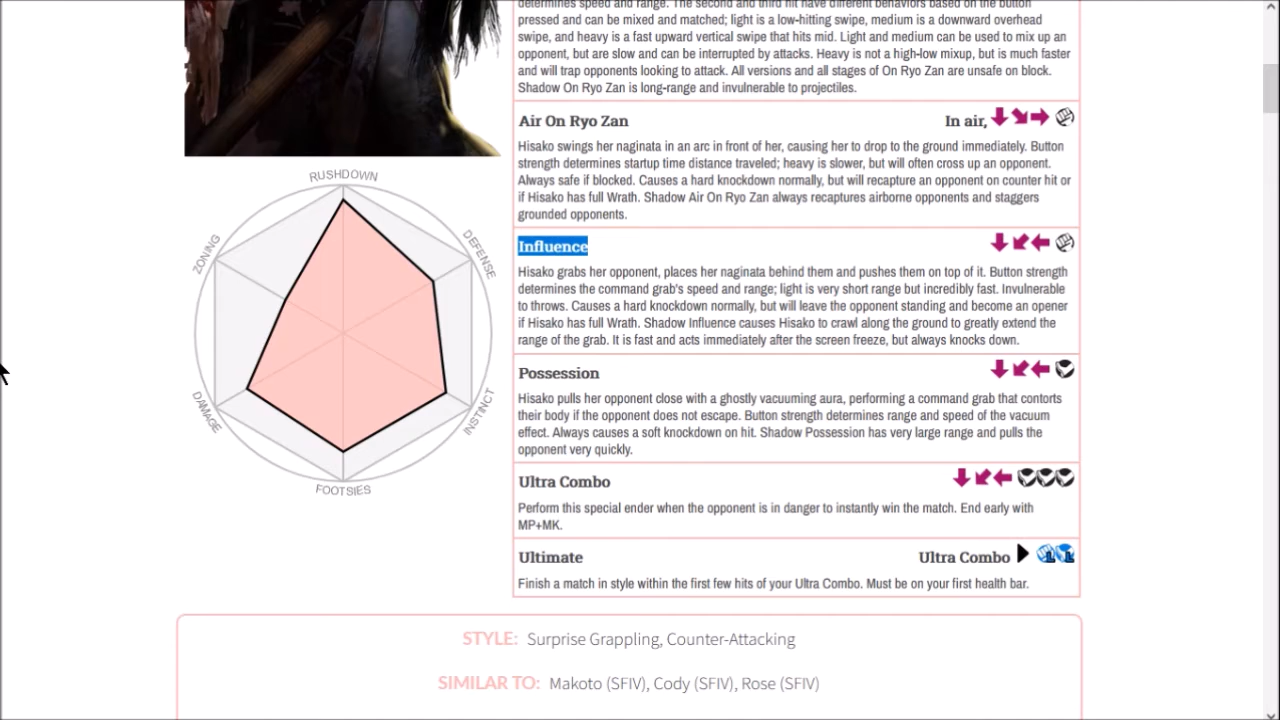 determines speed and range. The second and third hit have different behaviors based on the button
pressed and can be mixed and matched; light is a low-hitting swipe, medium is a downward overhead
swipe, and heavy is a fast upward vertical swipe that hits mid. Light and medium can be used to mix up an
opponent, but are slow and can be interrupted by attacks. Heavy is not a high-low mixup, but is much faster
and will trap opponents looking to attack. All versions and all stages of On Ryo Zan are unsafe on block.
Shadow On Ryo Zan is long-range and invulnerable to projectiles.
Air On Ryo Zan In air,
Hisako swings her naginata in an arc in front of her, causing her to drop to the ground immediately. Button
strength determines startup time distance traveled; heavy is slower, but will often cross up an opponent.
Always safe if blocked. Causes a hard knockdown normally, but will recapture an opponent on counter hit or
if Hisako has full Wrath. Shadow Air On Ryo Zan always recaptures airborne opponents and staggers
grounded opponents.
Influence
Hisako grabs her opponent, places her naginata behind them and pushes them on top of it. Button strength
determines the command grab's speed and range; light is very short range but incredibly fast. Invulnerable
to throws. Causes a hard knockdown normally, but will leave the opponent standing and become an opener
if Hisako has full Wrath. Shadow Influence causes Hisako to crawl along the ground to greatly extend the
range of the grab. It is fast and acts immediately after the screen freeze, but always knocks down.
Possession
Hisako pulls her opponent close with a ghostly vacuuming aura, performing a command grab that contorts
their body if the opponent does not escape. Button strength determines range and speed of the vacuum
effect. Always causes a soft knockdown on hit. Shadow Possession has very large range and pulls the
opponent very quickly.
Ultra Combo
Perform this special ender when the opponent is in danger to instantly win the match. End early with
MP+MK.
Ultimate Ultra Combo
Finish a match in style within the first few hits of your Ultra Combo. Must be on your first health bar.
RUSHDOWN
ZONING
DEFENSE
DAMAGE
INSTINCT
FOOTSIES
STYLE: Surprise Grappling, Counter-Attacking
SIMILAR TO: Makoto (SFIV), Cody (SFIV), Rose (SFIV)